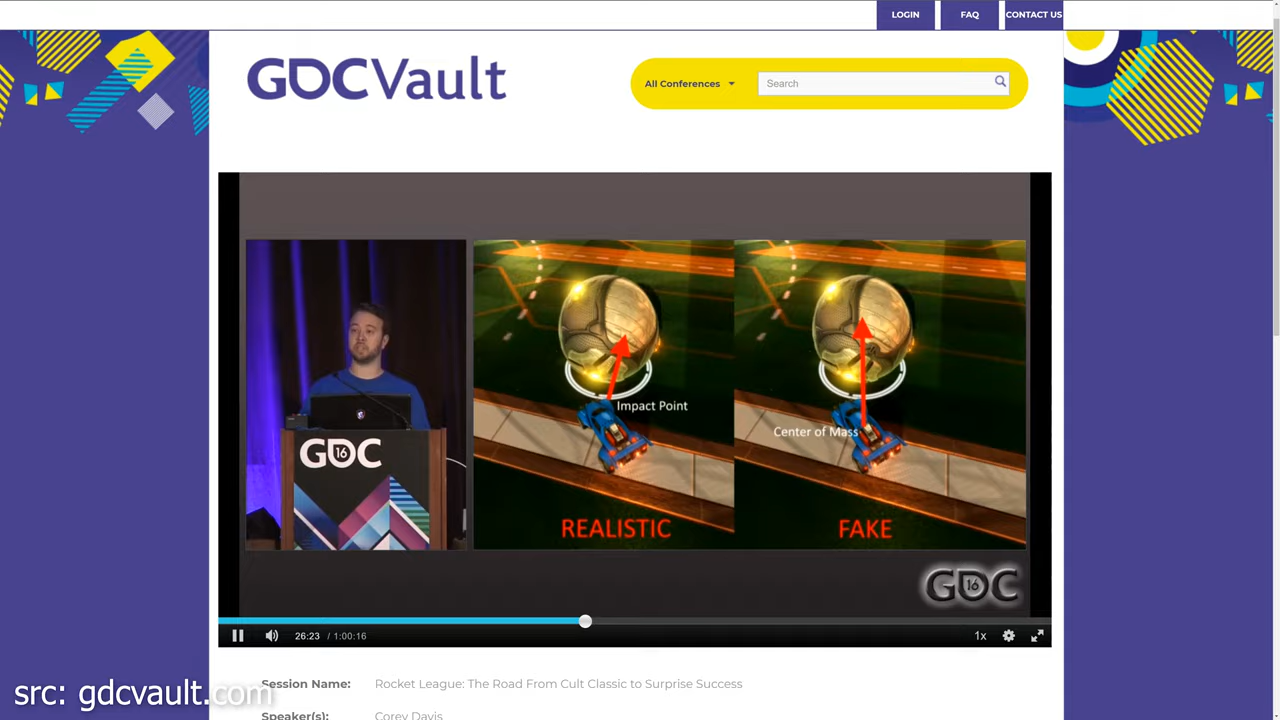 LOGIN
FAQ
CONTACT US
GDCVault
All Conferences
Search
Impact Point
Center of Mass
REALISTIC
FAKE
GDC 16
GDC 16
26:23 / 1:00:16
1x
Session Name: Rocket League: The Road From Cult Classic to Surprise Success
src: gdcvault.com
Speaker(s): Corey Davis